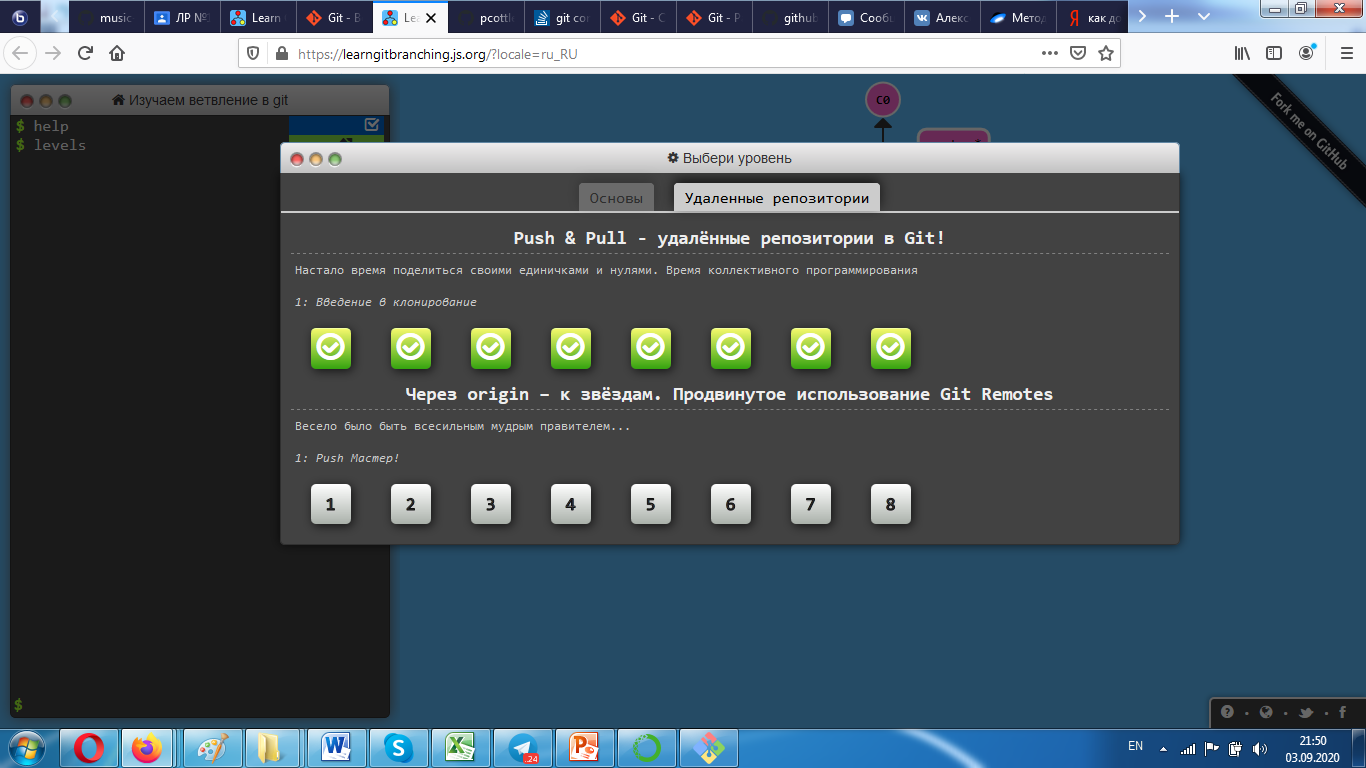 music
ЛР №
Learn
Git - B
Lea
pcottl
git cor
Git - C
Git - P
github
Сообщ
Алекс
Метод
как до
https://learngitbranching.js.org/?locale=ru_RU
Изучаем ветвление в git
$ help
$ levels
C0
Fork me on GitHub
Выбери уровень
Основы
Удаленные репозитории
Push & Pull - удалённые репозитории в Git!
Настало время поделиться своими единичками и нулями. Время коллективного программирования
1: Введение в клонирование
Через origin – к звёздам. Продвинутое использование Git Remotes
Весело было быть всесильным мудрым правителем...
1: Push Мастер!
1 2 3 4 5 6 7 8
$
24
EN
21:50
03.09.2020